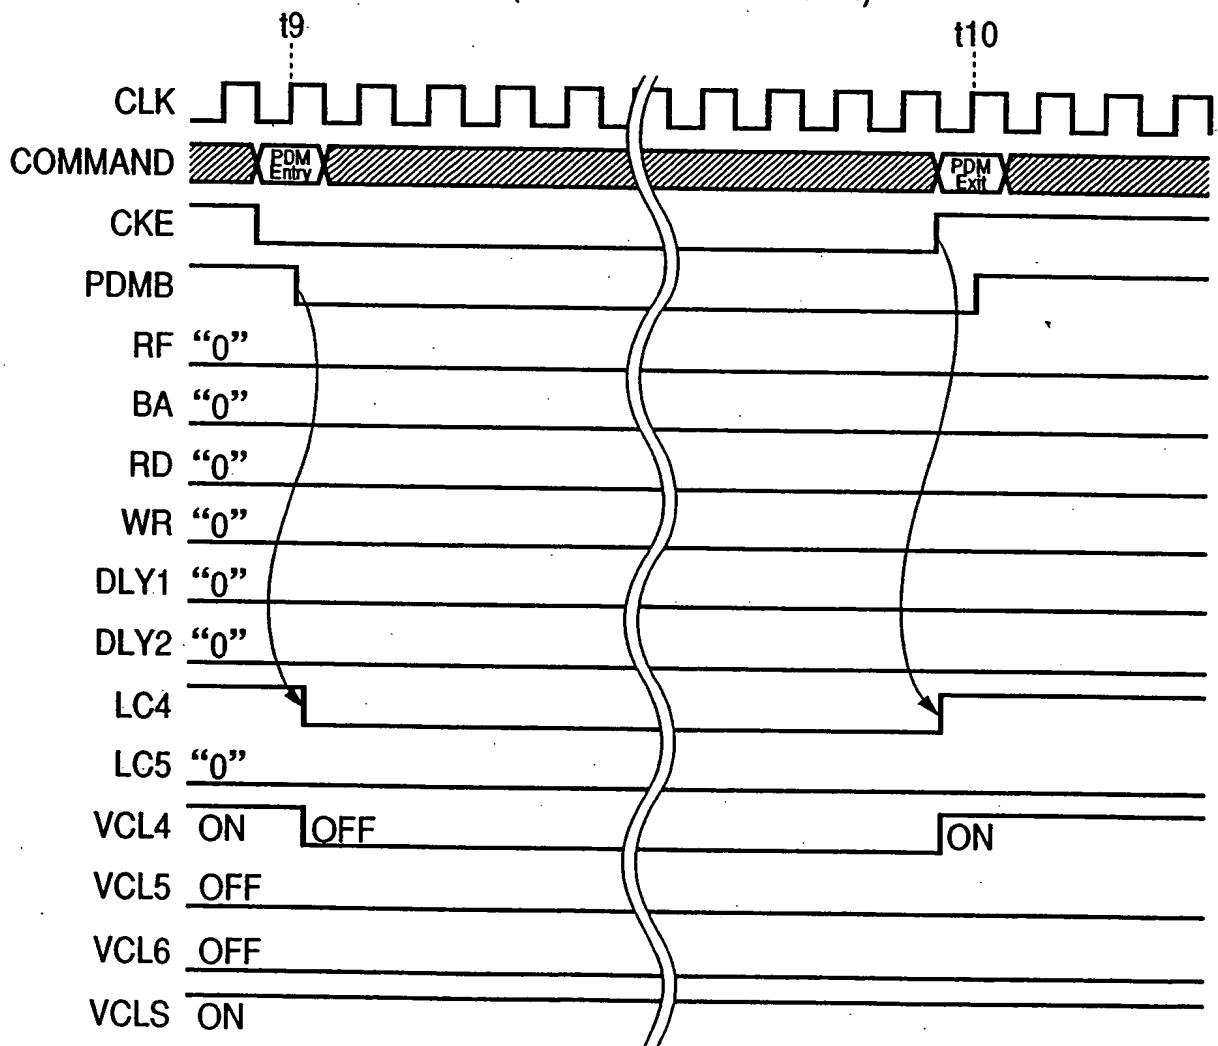 t9
t10
CLK
COMMAND
PDM
Entry
PDM
Exit
CKE
PDMB
RF “0”
BA “0”
RD “0”
WR “0”
DLY1 “0”
DLY2 “0”
LC4
LC5 “0”
VCL4 ON OFF ON
VCL5 OFF
VCL6 OFF
VCLS ON